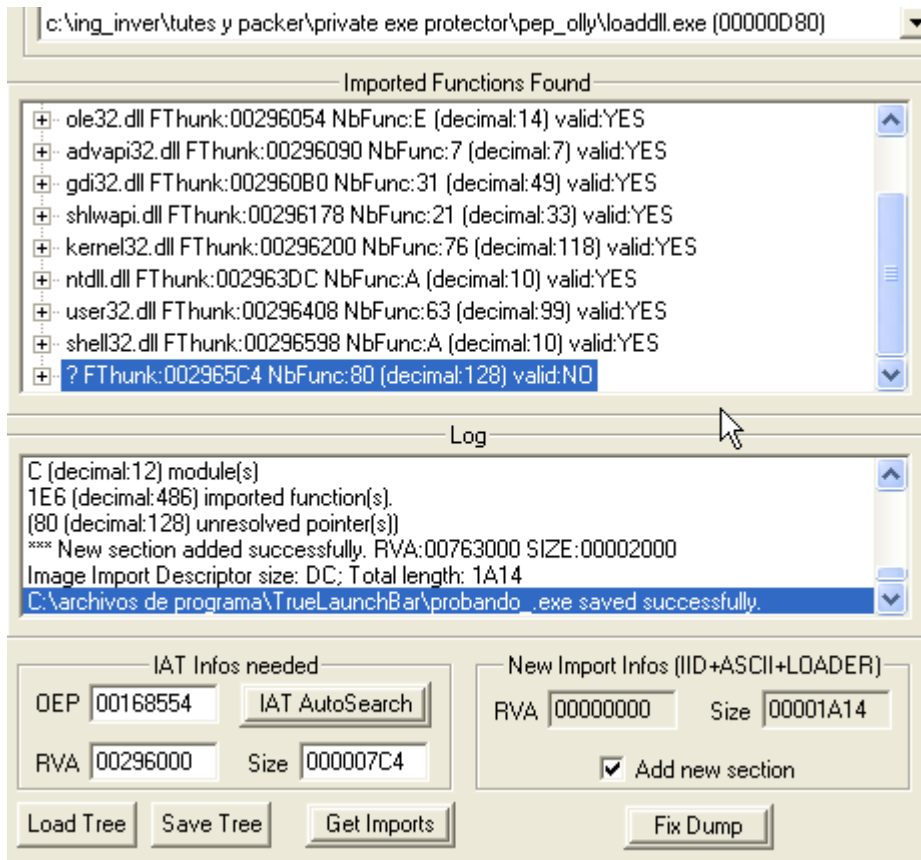 c:\ing_inver\tutes y packer\private exe protector\pep_olly\loaddll.exe (00000D80)
Imported Functions Found
ole32.dll FThunk:00296054 NbFunc:E (decimal:14) valid:YES
advapi32.dll FThunk:00296090 NbFunc:7 (decimal:7) valid:YES
gdi32.dll FThunk:002960B0 NbFunc:31 (decimal:49) valid:YES
shlwapi.dll FThunk:00296178 NbFunc:21 (decimal:33) valid:YES
kernel32.dll FThunk:00296200 NbFunc:76 (decimal:118) valid:YES
ntdll.dll FThunk:002963DC NbFunc:A (decimal:10) valid:YES
user32.dll FThunk:00296408 NbFunc:63 (decimal:99) valid:YES
shell32.dll FThunk:00296598 NbFunc:A (decimal:10) valid:YES
? FThunk:002965C4 NbFunc:80 (decimal:128) valid:NO
Log
C (decimal:12) module(s)
1E6 (decimal:486) imported function(s).
(80 (decimal:128) unresolved pointer(s))
*** New section added successfully. RVA:00763000 SIZE:00002000
Image Import Descriptor size: DC; Total length: 1A14
C:\archivos de programa\TrueLaunchBar\probando_.exe saved successfully.
IAT Infos needed
OEP 00168554 IAT AutoSearch
RVA 00296000 Size 000007C4
New Import Infos (IID+ASCII+LOADER)
RVA 00000000 Size 00001A14
Add new section
Load Tree Save Tree Get Imports Fix Dump